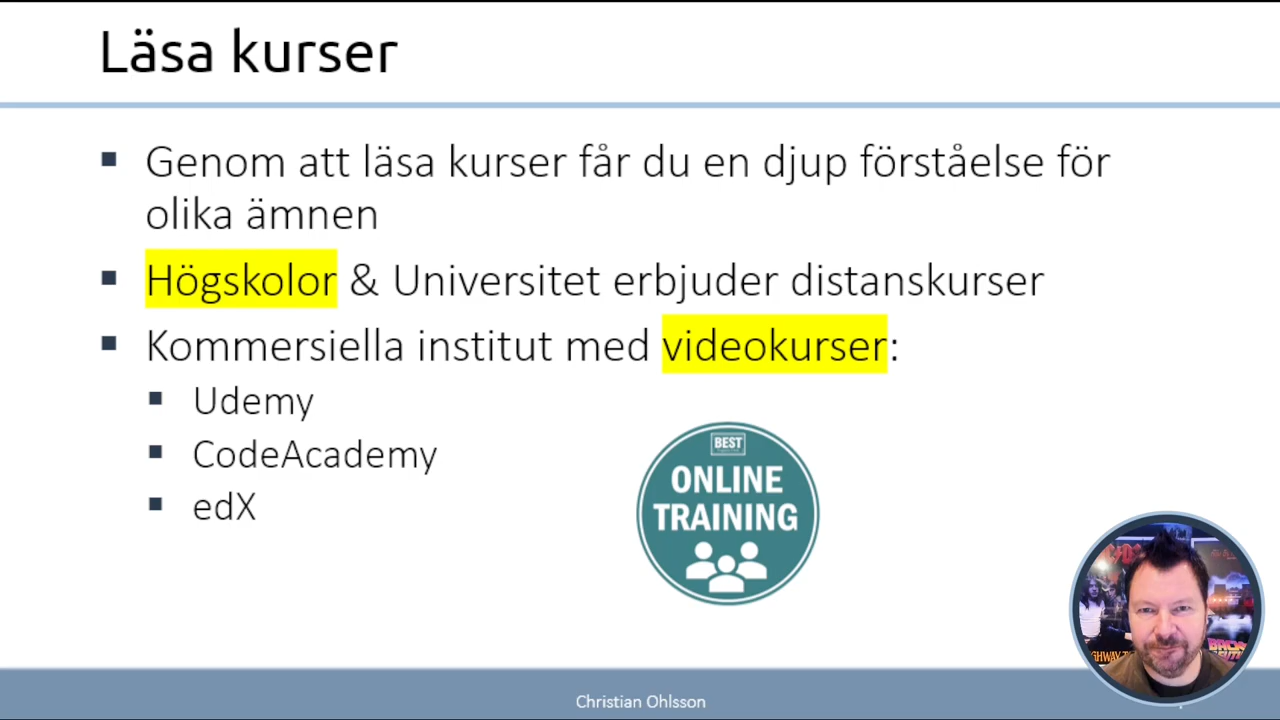 Läsa kurser
Genom att läsa kurser får du en djup förståelse för
olika ämnen
Högskolor & Universitet erbjuder distanskurser
Kommersiella institut med videokurser:
Udemy
CodeAcademy
edX
BEST
ONLINE
TRAINING
Christian Ohlsson